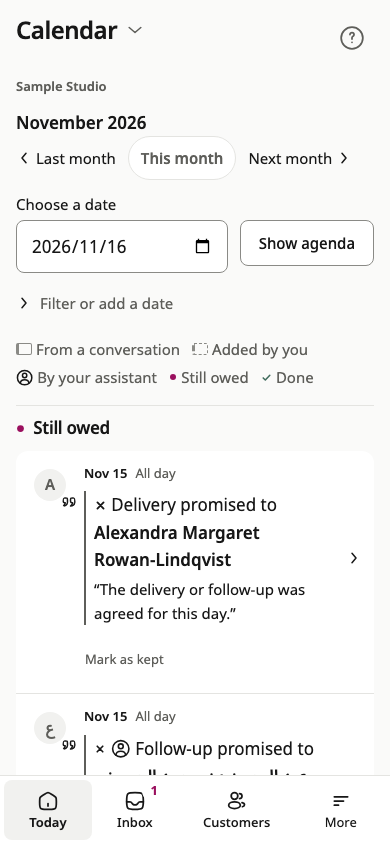 Calendar
?
Sample Studio
November 2026
Last month This month Next month
Choose a date
2026/11/16 Show agenda
Filter or add a date
From a conversation Added by you
By your assistant Still owed Done
Still owed
A Nov 15 All day
Delivery promised to
Alexandra Margaret
Rowan-Lindqvist
“The delivery or follow-up was
agreed for this day.”
Mark as kept
ع Nov 15 All day
Follow-up promised to
1
Today Inbox Customers More